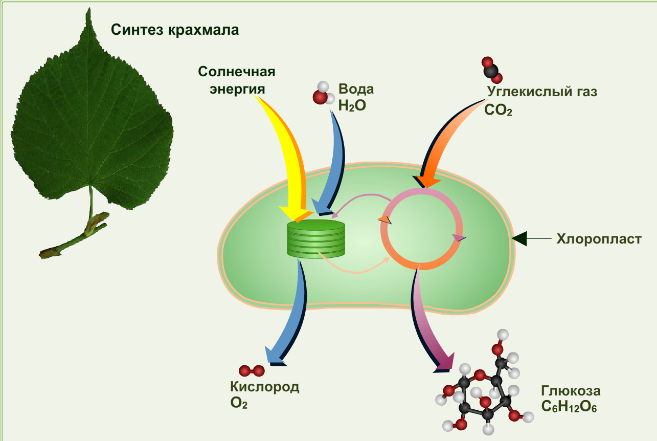 Синтез крахмала
Солнечная
энергия
Вода
H₂O
Углекислый газ
CO₂
Хлоропласт
Кислород
O₂
Глюкоза
C₆H₁₂O₆